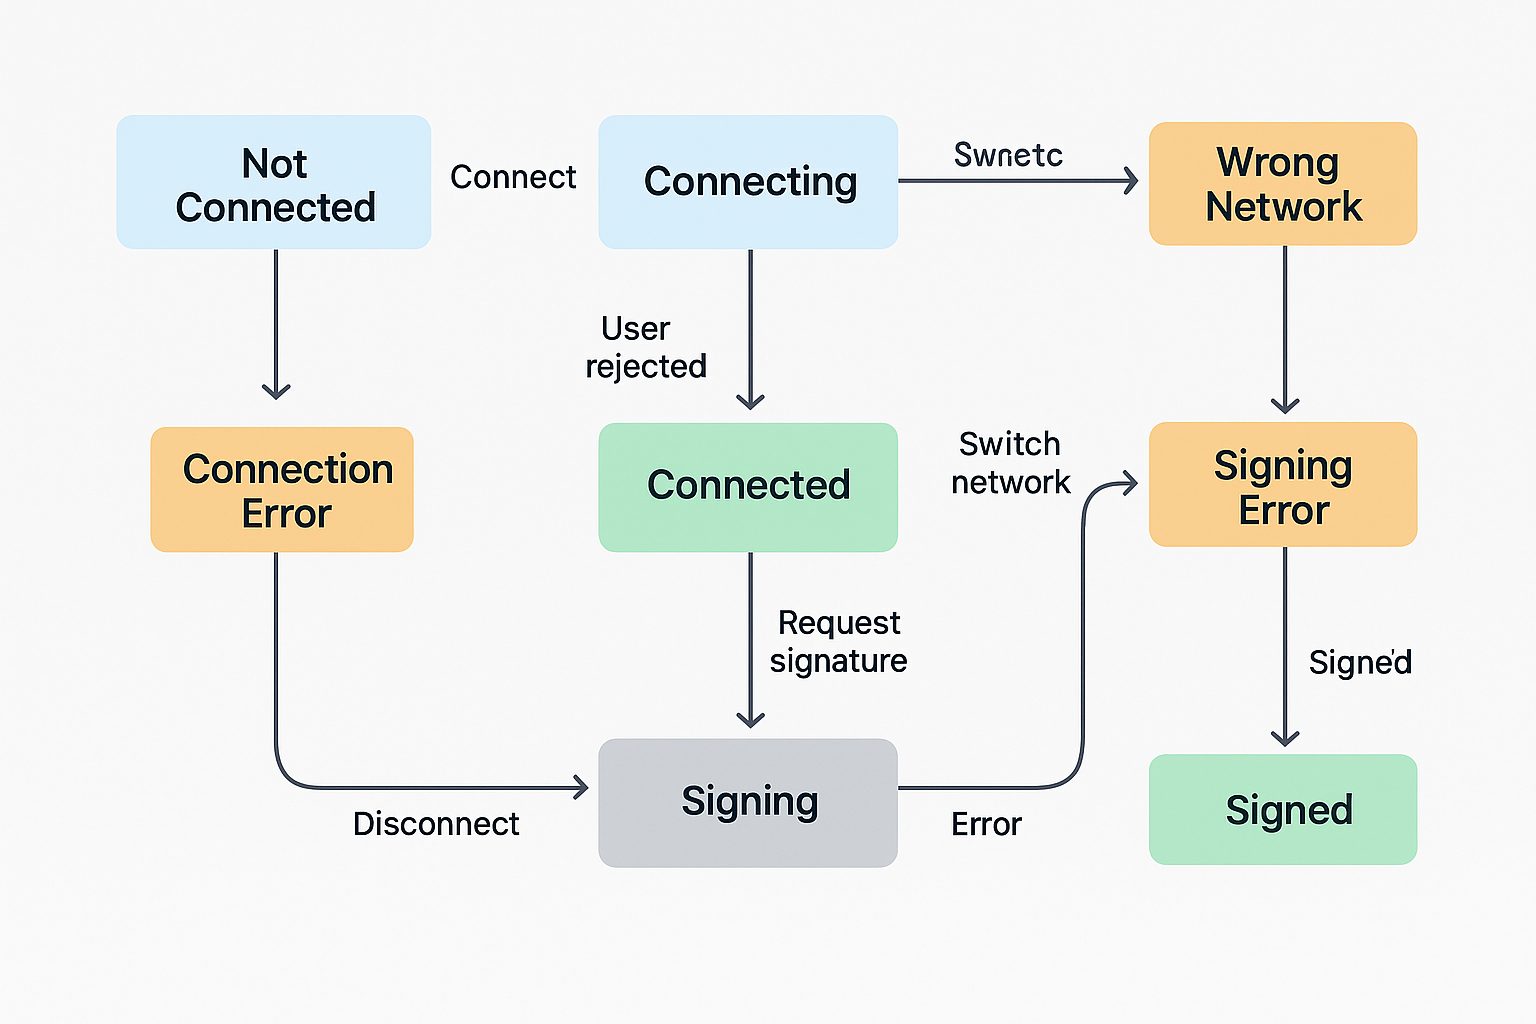 Not
Connected
Connect
Connecting
Swnetc
Wrong
Network
User
rejected
Connection
Error
Connected
Switch
network
Signing
Error
Request
signature
Signe'd
Disconnect
Signing
Error
Signed